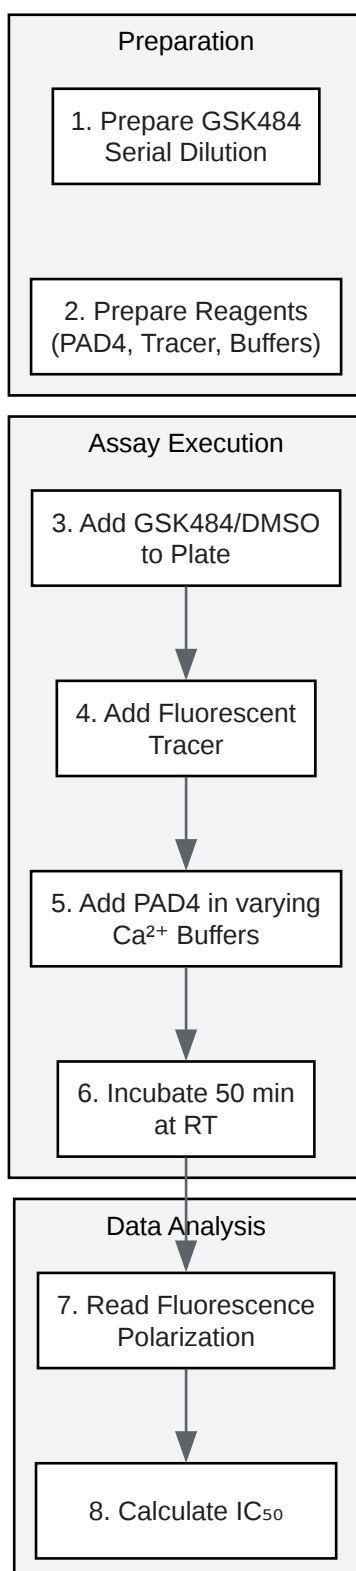 Preparation
1. Prepare GSK484
Serial Dilution
2. Prepare Reagents
(PAD4, Tracer, Buffers)
Assay Execution
3. Add GSK484/DMSO
to Plate
4. Add Fluorescent
Tracer
5. Add PAD4 in varying
Ca²⁺ Buffers
6. Incubate 50 min
at RT
Data Analysis
7. Read Fluorescence
Polarization
8. Calculate IC₅₀